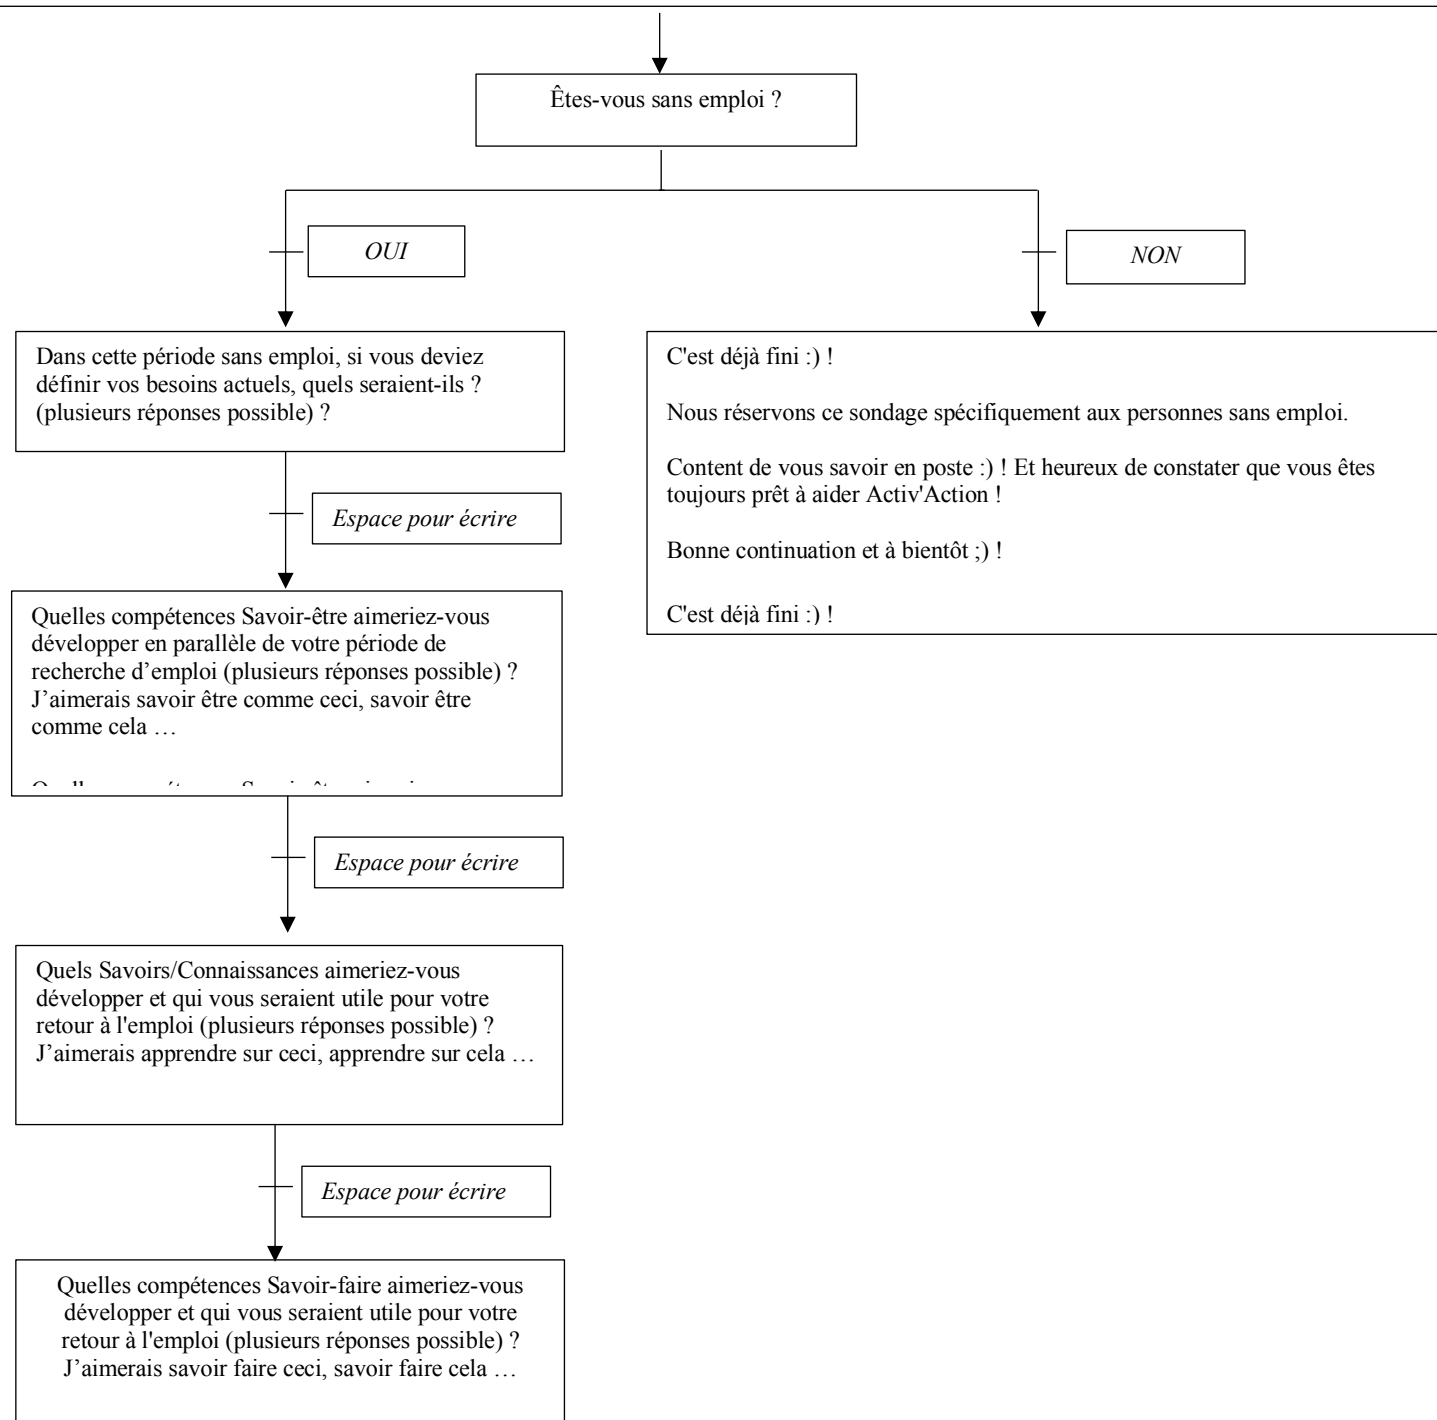 Êtes-vous sans emploi ?
OUI
NON
Dans cette période sans emploi, si vous deviez
définir vos besoins actuels, quels seraient-ils ?
(plusieurs réponses possible) ?
C'est déjà fini :) !
Nous réservons ce sondage spécifiquement aux personnes sans emploi.
Content de vous savoir en poste :) ! Et heureux de constater que vous êtes
toujours prêt à aider Activ'Action !
Bonne continuation et à bientôt ;) !
C'est déjà fini :) !
Espace pour écrire
Quelles compétences Savoir-être aimeriez-vous
développer en parallèle de votre période de
recherche d’emploi (plusieurs réponses possible) ?
J’aimerais savoir être comme ceci, savoir être
comme cela …
Espace pour écrire
Quels Savoirs/Connaissances aimeriez-vous
développer et qui vous seraient utile pour votre
retour à l'emploi (plusieurs réponses possible) ?
J’aimerais apprendre sur ceci, apprendre sur cela …
Espace pour écrire
Quelles compétences Savoir-faire aimeriez-vous
développer et qui vous seraient utile pour votre
retour à l'emploi (plusieurs réponses possible) ?
J’aimerais savoir faire ceci, savoir faire cela …